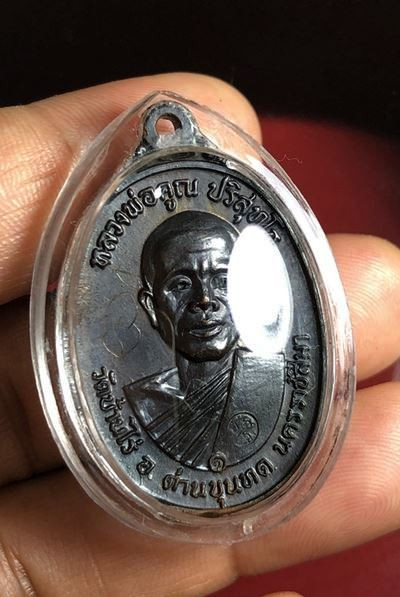 หลวงพ่อคูณ ปริสุทโธ
วัดบ้านไร่ อ. ด่านขุนทด นครราชสีมา
๑